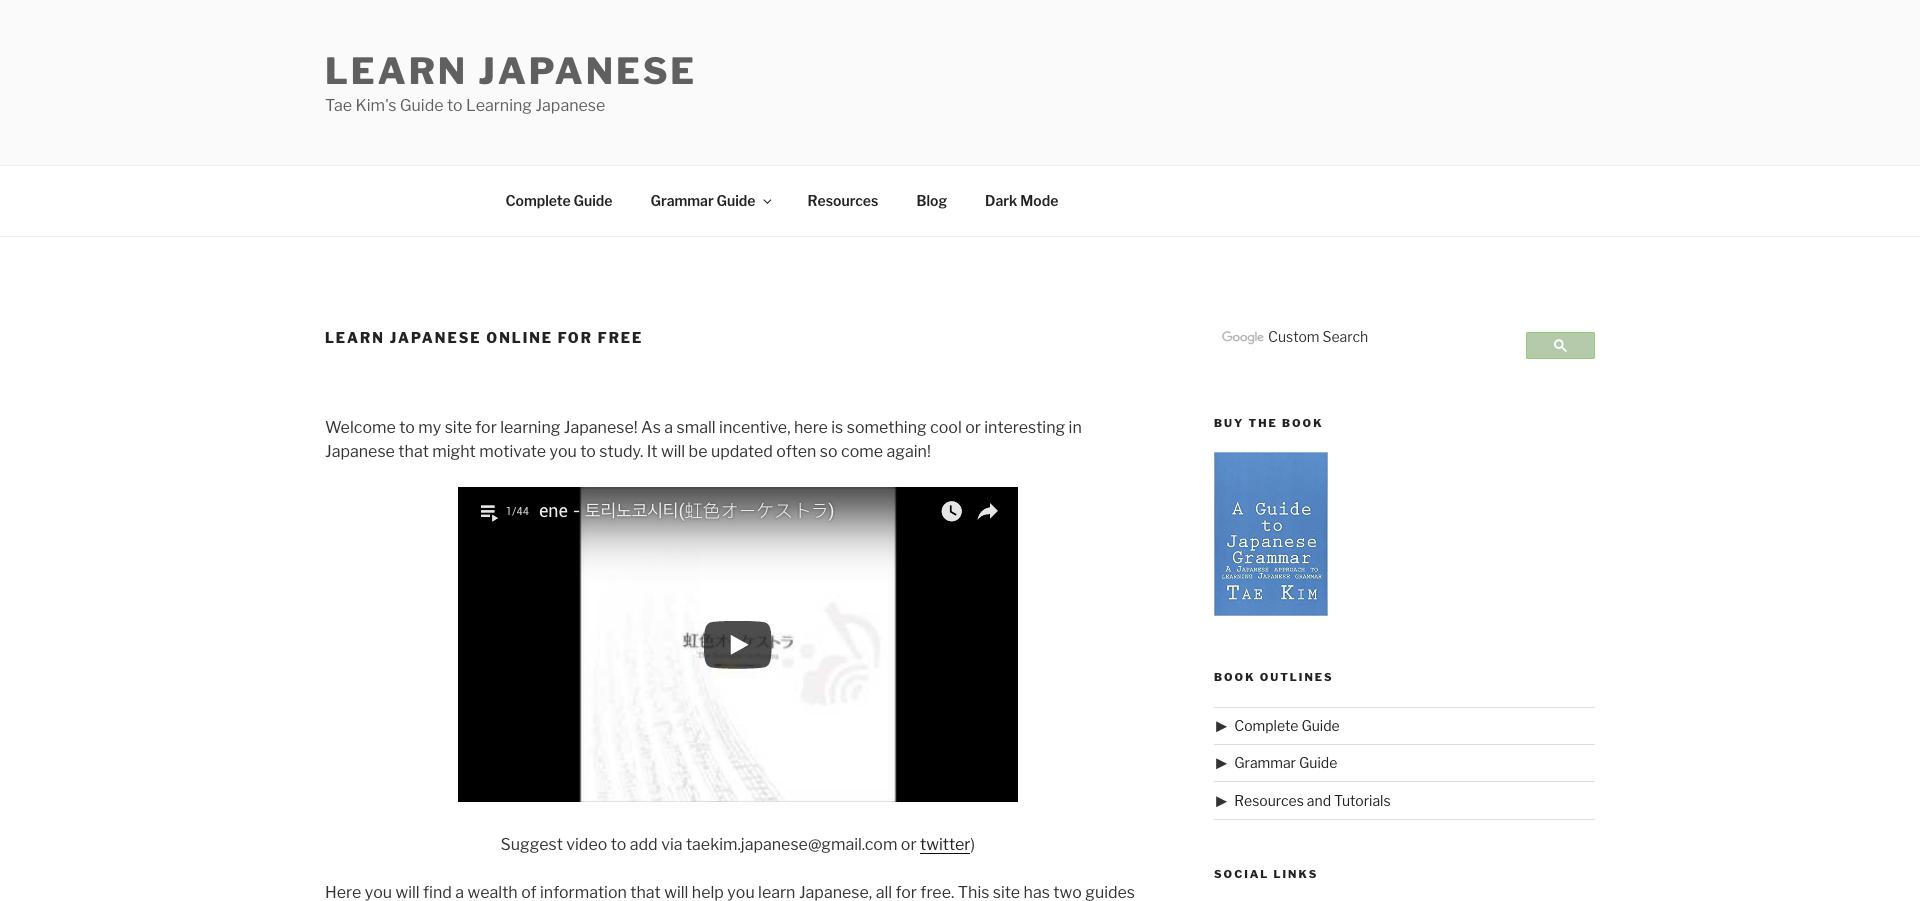 LEARN JAPANESE
Tae Kim's Guide to Learning Japanese
Complete Guide
Grammar Guide
Resources
Blog
Dark Mode
LEARN JAPANESE ONLINE FOR FREE
Welcome to my site for learning Japanese! As a small incentive, here is something cool or interesting in
Japanese that might motivate you to study. It will be updated often so come again!
1/44 ene - 토리노코시티(虹色オーケストラ)
虹色オーケストラ
Suggest video to add via taekim.japanese@gmail.com or twitter)
Here you will find a wealth of information that will help you learn Japanese, all for free. This site has two guides
Google Custom Search
BUY THE BOOK
A Guide
to
Japanese
Grammar
A Japanese approach to
learning Japanese grammar
Tae Kim
BOOK OUTLINES
► Complete Guide
► Grammar Guide
► Resources and Tutorials
SOCIAL LINKS